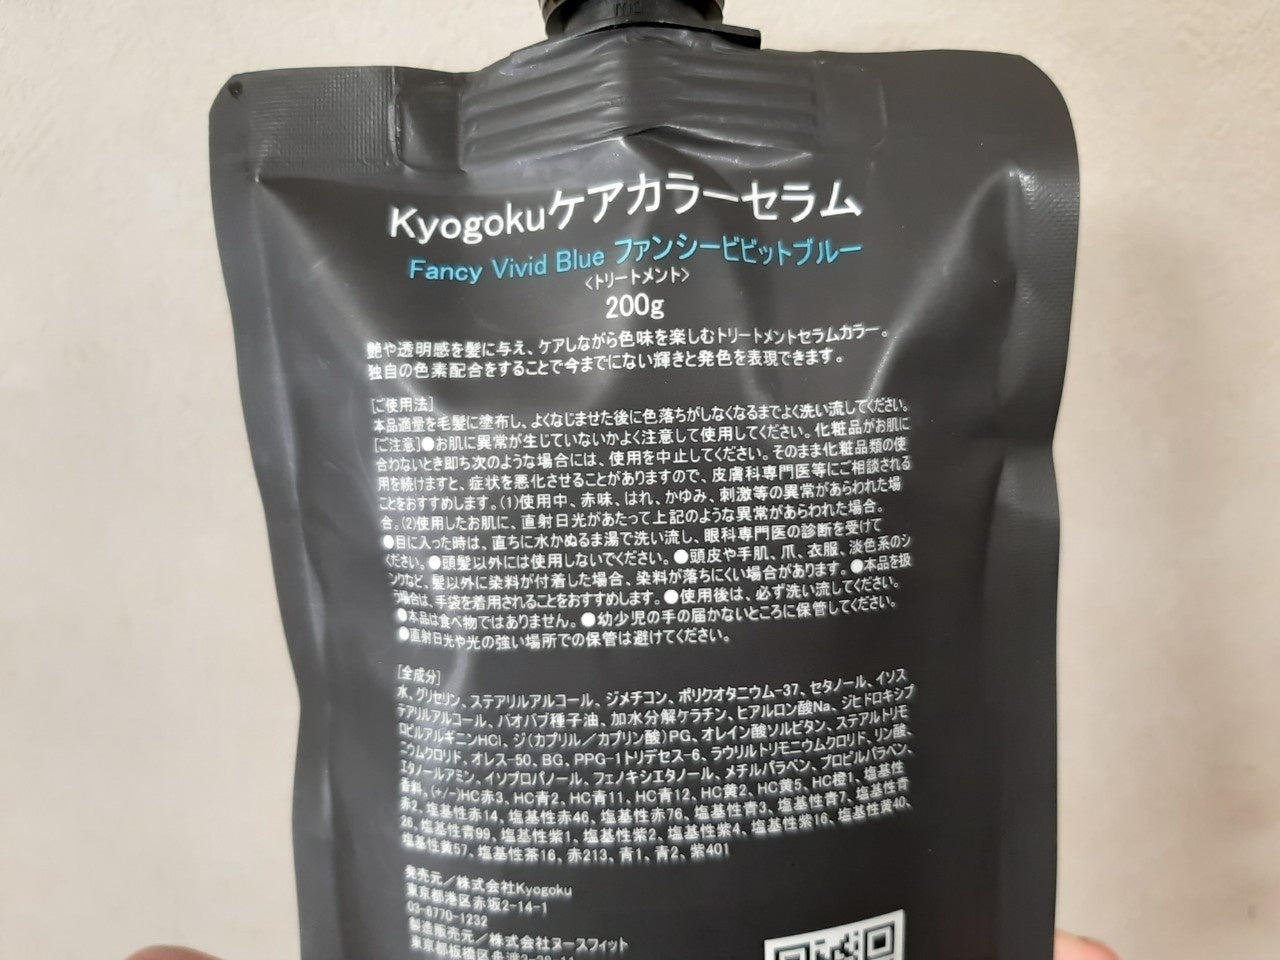 Kyogokuケアカラーセラム
Fancy Vivid Blue ファンシービビットブルー
<トリートメント>
200g
艶や透明感を髪に与え、ケアしながら色味を楽しむトリートメントセラムカラー。
独自の色素配合をすることで今までにない輝きと発色を表現できます。
[ご使用法]
本品適量を毛髪に塗布し、よくなじませた後に色落ちがしなくなるまでよく洗い流してください。
[ご注意]●お肌に異常が生じていないかよく注意して使用してください。化粧品がお肌に
合わないとき即ち次のような場合には、使用を中止してください。そのまま化粧品類の使
用を続けますと、症状を悪化させることがありますので、皮膚科専門医等にご相談される
ことをおすすめします。(1)使用中、赤味、はれ、かゆみ、刺激等の異常があらわれた場
合。(2)使用したお肌に、直射日光があたって上記のような異常があらわれた場合。
●目に入った時は、直ちに水かぬるま湯で洗い流し、眼科専門医の診断を受けて
ください。●頭髪以外には使用しないでください。●頭皮や手肌、爪、衣服、淡色系のシ
ンクなど、髪以外に染料が付着した場合、染料が落ちにくい場合があります。●本品を扱
う場合は、手袋を着用されることをおすすめします。●使用後は、必ず洗い流してください。
●本品は食べ物ではありません。●幼少児の手の届かないところに保管してください。
●直射日光や光の強い場所での保管は避けてください。
[全成分]
水、グリセリン、ステアリルアルコール、ジメチコン、ポリクオタニウム-37、セタノール、イソス
テアリルアルコール、バオバブ種子油、加水分解ケラチン、ヒアルロン酸Na、ジヒドロキシプ
ロピルアルギニンHCl、ジ(カプリル/カプリン酸)PG、オレイン酸ソルビタン、ステアルトリモ
ニウムクロリド、オレス-50、BG、PPG-1トリデセス-6、ラウリルトリモニウムクロリド、リン酸、
エタノールアミン、イソプロパノール、フェノキシエタノール、メチルパラベン、プロピルパラベン、
香料、(+/-)HC赤3、HC青2、HC青11、HC青12、HC黄2、HC黄5、HC橙1、塩基性
赤2、塩基性赤14、塩基性赤46、塩基性赤76、塩基性青3、塩基性青7、塩基性青
26、塩基性青99、塩基性紫1、塩基性紫2、塩基性紫4、塩基性紫16、塩基性黄40、
塩基性黄57、塩基性茶16、赤213、青1、青2、紫401
発売元/株式会社Kyogoku
東京都港区赤坂2-14-1
03-6770-1232
製造販売元/株式会社ヌースフィット
東京都板橋区舟渡